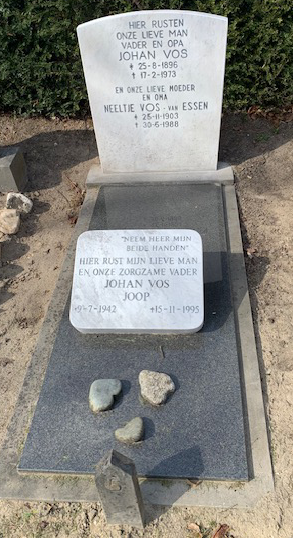 HIER RUSTEN
ONZE LIEVE MAN
VADER EN OPA
JOHAN VOS
* 25-8-1896
† 17-2-1973
EN ONZE LIEVE MOEDER
EN OMA
NEELTJE VOS - VAN ESSEN
* 25-11-1903
† 30-6-1988
"NEEM HEER MIJN
BEIDE HANDEN"
HIER RUST MIJN LIEVE MAN
EN ONZE ZORGZAME VADER
JOHAN VOS
JOOP
*9-7-1942 †15-11-1995